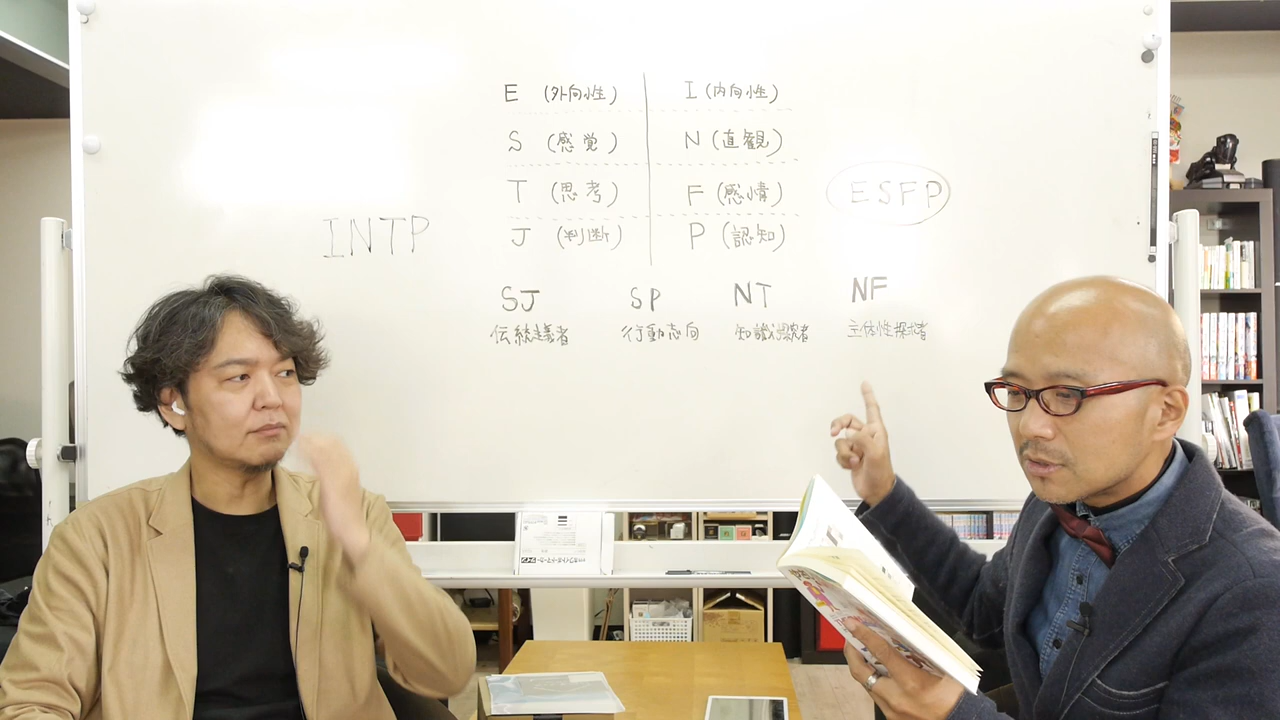 E (外向性) I (内向性)
S (感覚) N (直観)
T (思考) F (感情)
J (判断) P (認知)
INTP
ESFP
SJ SP NT NF
伝統主義者 行動志向 知識探究者 主体性探求者